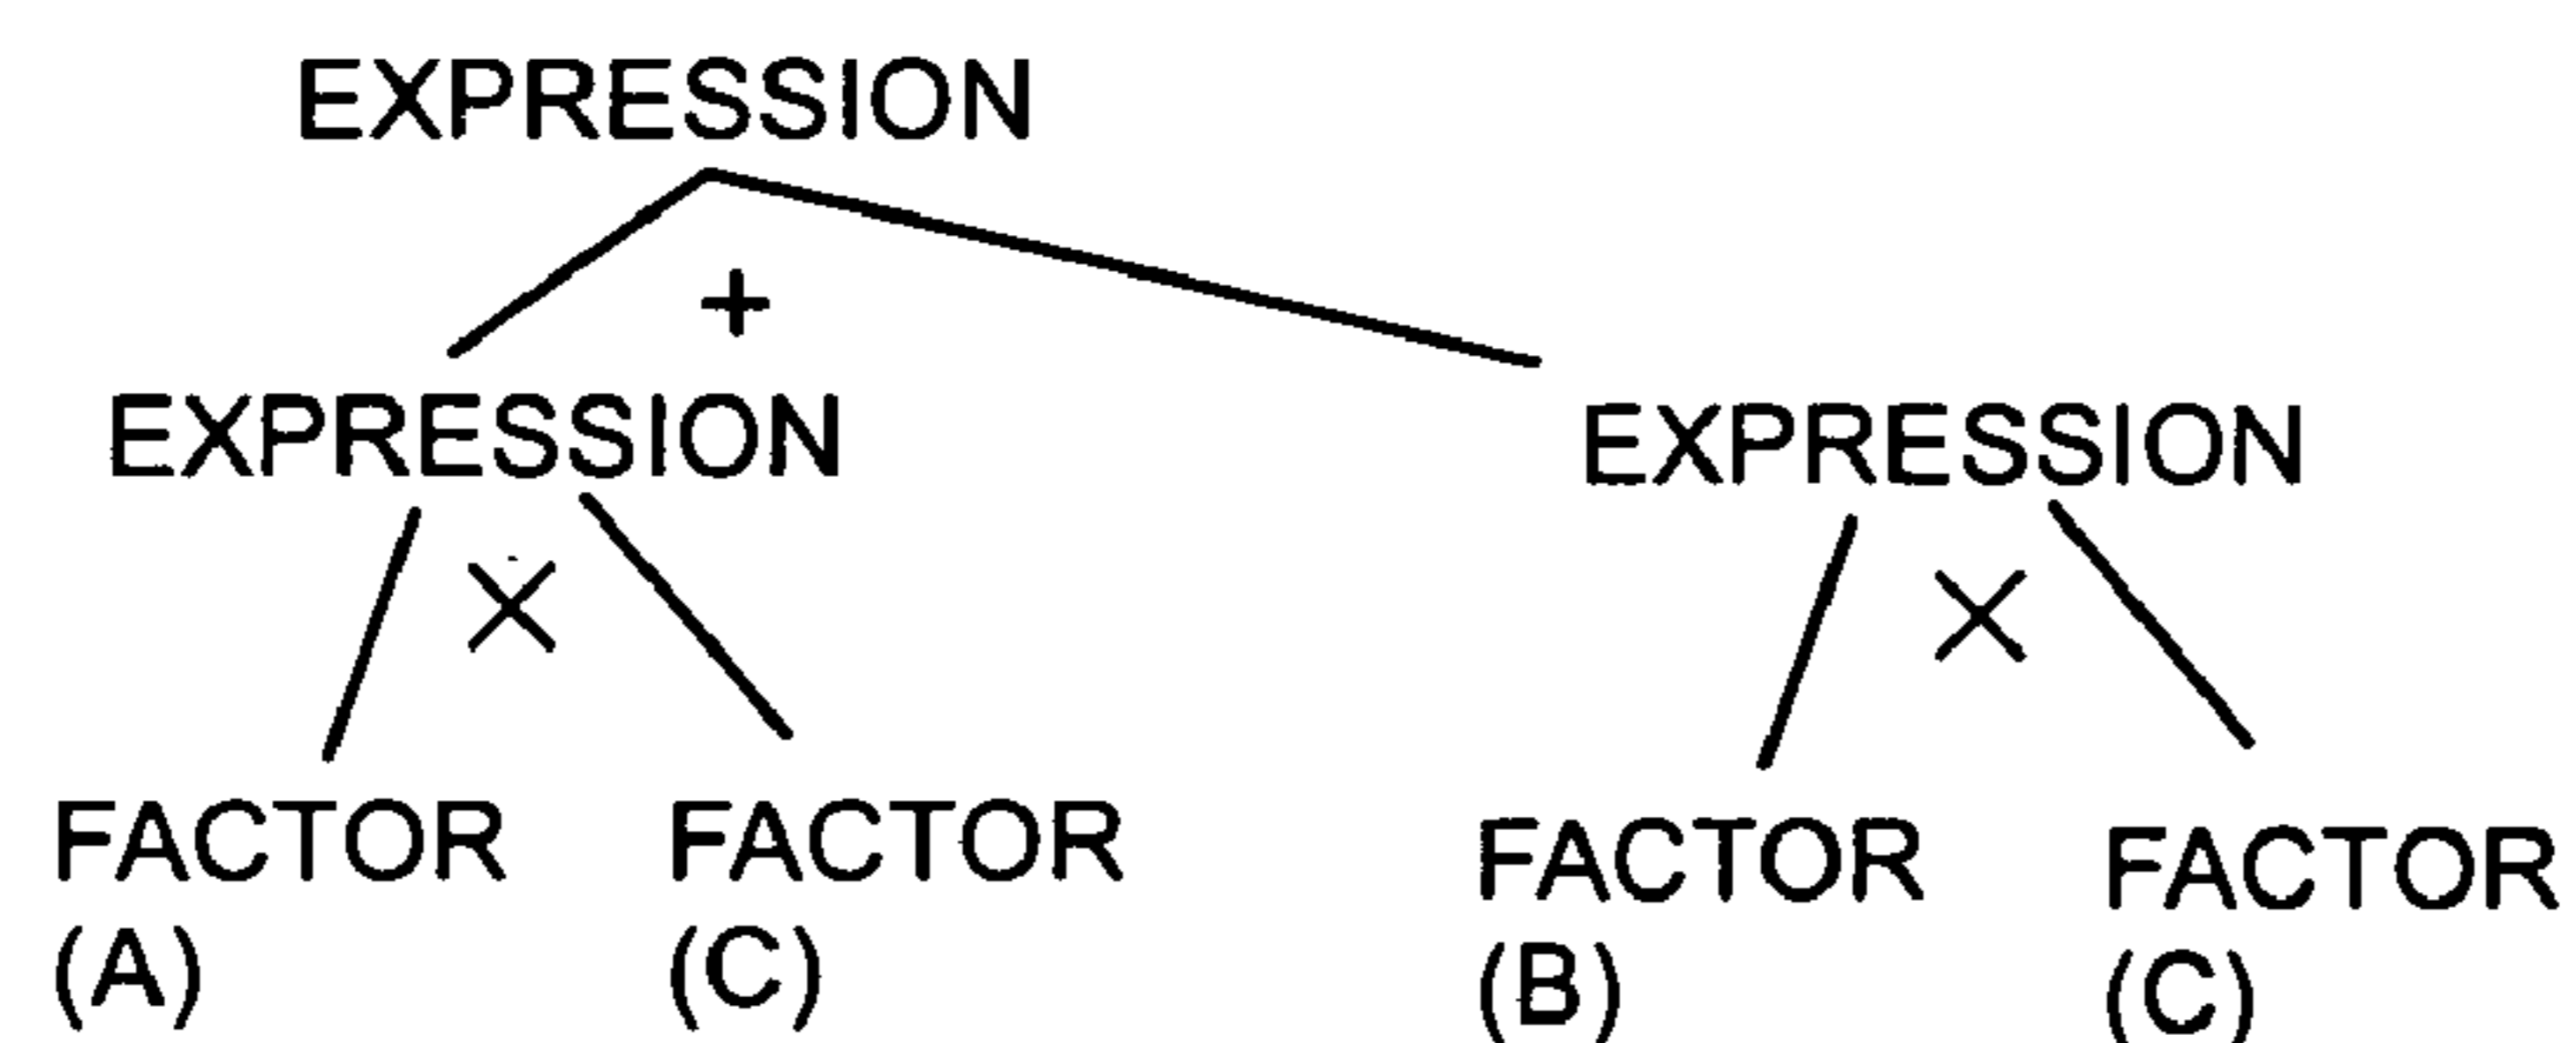 EXPRESSION
+
EXPRESSION EXPRESSION
× ×
FACTOR FACTOR FACTOR FACTOR
(A) (C) (B) (C)